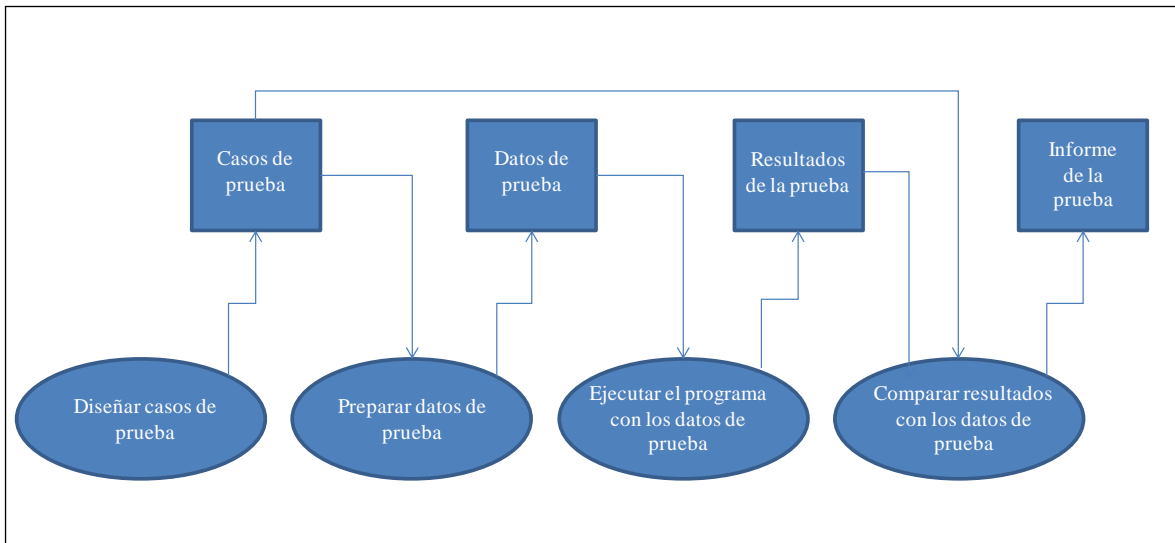 Casos de
prueba
Datos de
prueba
Resultados
de la prueba
Informe
de la
prueba
Diseñar casos de
prueba
Preparar datos de
prueba
Ejecutar el programa
con los datos de
prueba
Comparar resultados
con los datos de
prueba